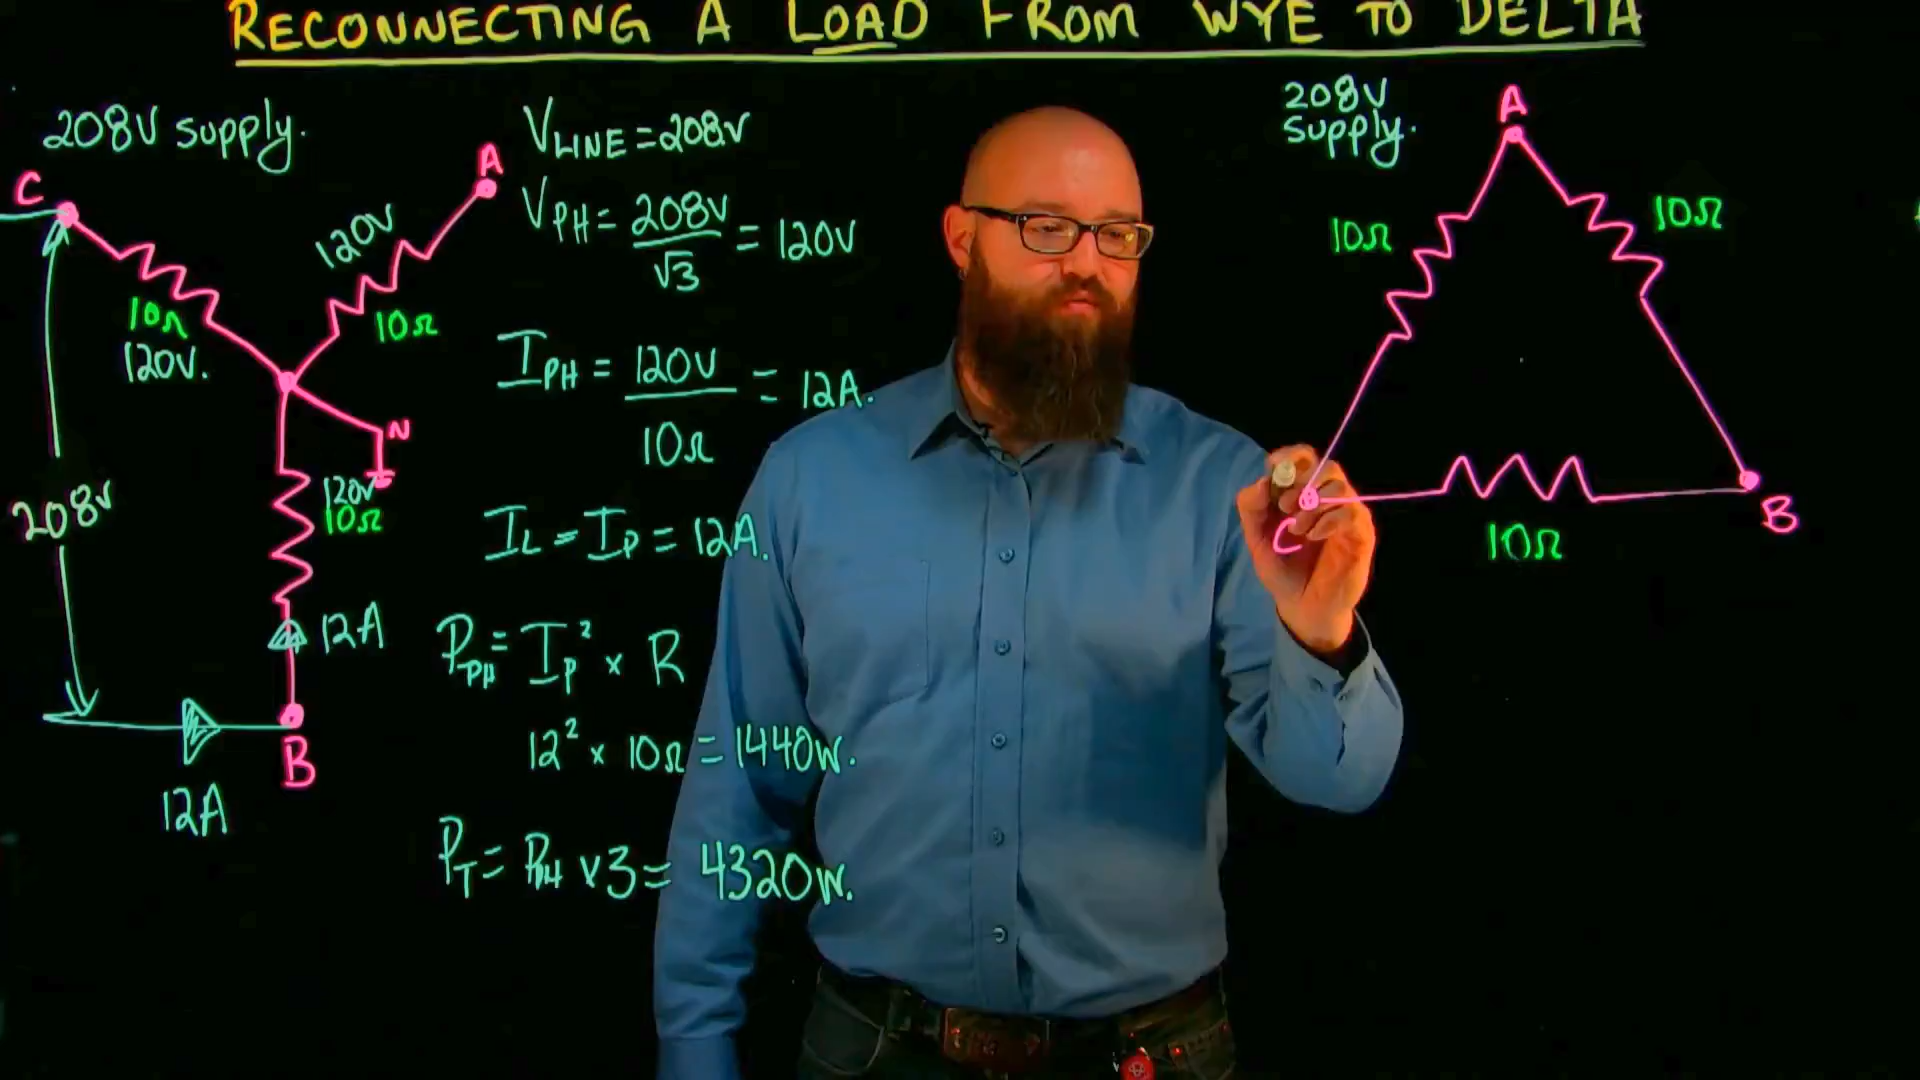 RECONNECTING A LOAD FROM WYE TO DELTA
208V supply.
C
A
120V
10Ω
10Ω
120V.
N
208V
120V
10Ω
12A
B
12A
VLINE = 208V
VPH = 208V / √3 = 120V
IPH = 120V / 10Ω = 12A.
IL = IP = 12A.
PPH = IP² × R
12² × 10Ω = 1440W.
PT = PPH × 3 = 4320W.
208V
supply.
A
10Ω
10Ω
C
B
10Ω